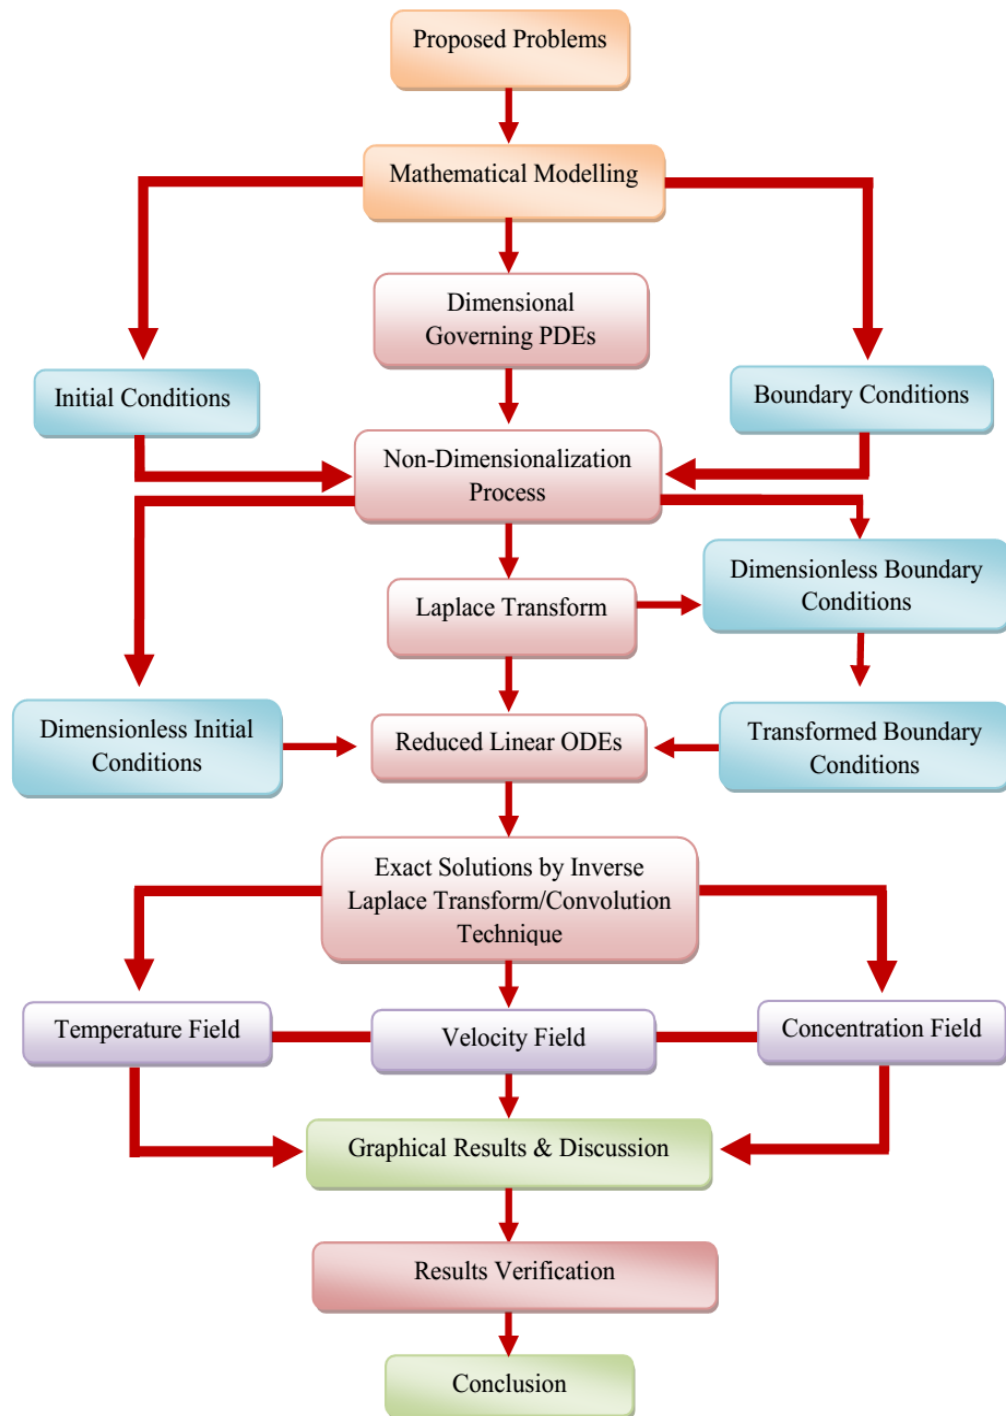 Proposed Problems
Mathematical Modelling
Dimensional
Governing PDEs
Initial Conditions
Boundary Conditions
Non-Dimensionalization
Process
Dimensionless Boundary
Conditions
Laplace Transform
Dimensionless Initial
Conditions
Reduced Linear ODEs
Transformed Boundary
Conditions
Exact Solutions by Inverse
Laplace Transform/Convolution
Technique
Temperature Field
Velocity Field
Concentration Field
Graphical Results & Discussion
Results Verification
Conclusion